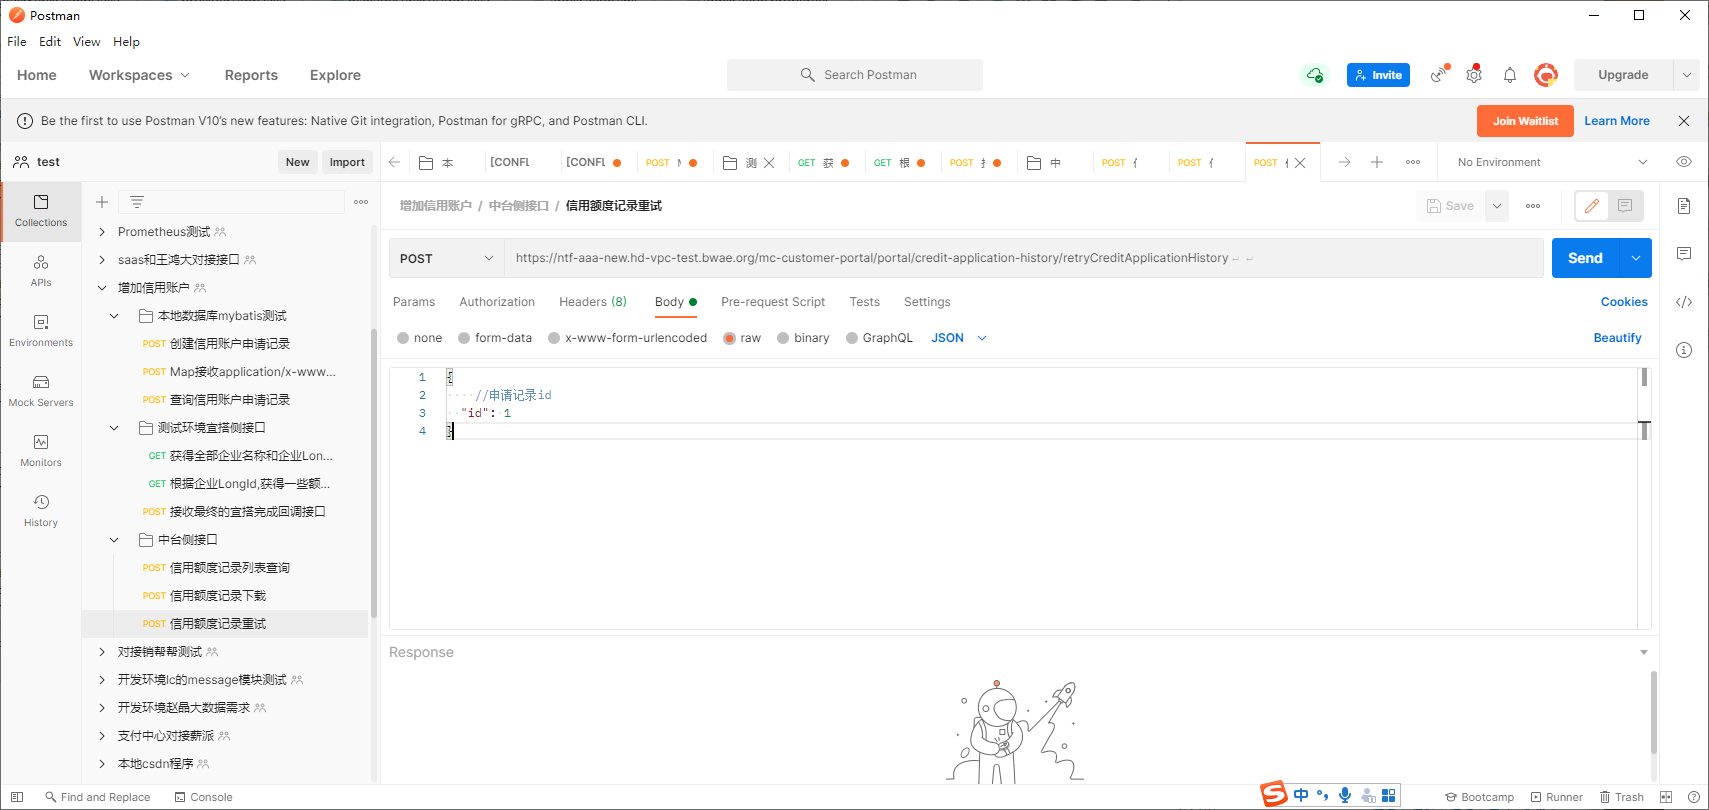 Postman
File Edit View Help
Home Workspaces Reports Explore Search Postman Invite Upgrade
Be the first to use Postman V10's new features: Native Git integration, Postman for gRPC, and Postman CLI. Join Waitlist Learn More
test New Import
本 [CONFL [CONFL POST 测 GET 获 GET 根 POST POST POST POST No Environment
Collections
APIs
Environments
Mock Servers
Monitors
History
Prometheus测试
saas和王鸿大对接接口
增加信用账户
本地数据库mybatis测试
POST 创建信用账户申请记录
POST Map接收application/x-www...
POST 查询信用账户申请记录
测试环境宜搭侧接口
GET 获得全部企业名称和企业Lon...
GET 根据企业LongId,获得一些额...
POST 接收最终的宜搭完成回调接口
中台侧接口
POST 信用额度记录列表查询
POST 信用额度记录下载
POST 信用额度记录重试
对接销帮帮测试
开发环境lc的message模块测试
开发环境赵晶大数据需求
支付中心对接薪派
本地csdn程序
增加信用账户 / 中台侧接口 / 信用额度记录重试 Save
POST https://ntf-aaa-new.hd-vpc-test.bwae.org/mc-customer-portal/portal/credit-application-history/retryCreditApplicationHistory Send
Params Authorization Headers (8) Body Pre-request Script Tests Settings Cookies
none form-data x-www-form-urlencoded raw binary GraphQL JSON Beautify
1 {
2 //申请记录id
3 "id": 1
4 }
Response
Find and Replace Console 中 Bootcamp Runner Trash